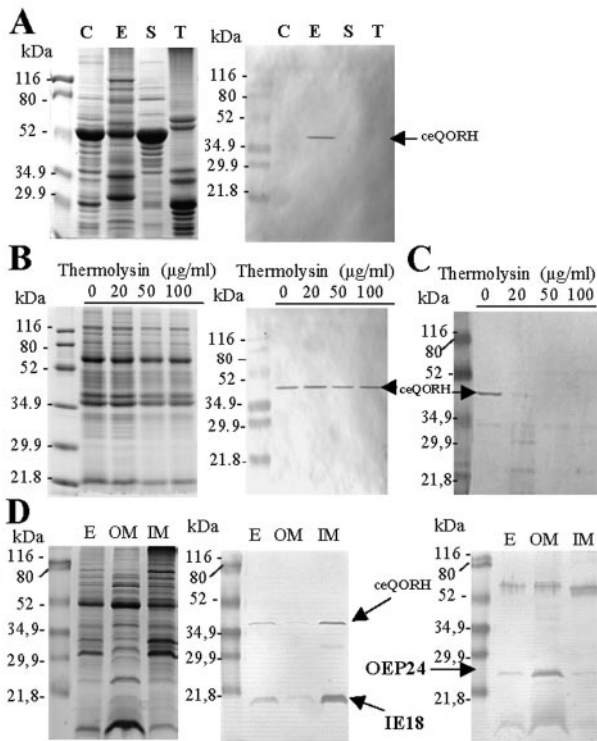 A
C E S T
C E S T
kDa
kDa
116
80
52
34.9
29.9
116
80
52
34.9
29.9
21.8
ceQORH
B
Thermolysin (µg/ml)
0 20 50 100
kDa
116
80
52
34.9
29.9
21.8
Thermolysin (µg/ml)
0 20 50 100
kDa
116
80
52
34.9
29.9
21.8
ceQORH
C
Thermolysin (µg/ml)
0 20 50 100
kDa
116
80
52
34.9
29,9
21,8
D
E OM IM
kDa
116
80
52
34,9
29,9
21,8
E OM IM
kDa
116
80
52
34,9
29,9
21,8
ceQORH
IE18
E OM IM
kDa
116
80
52
34,9
29,9
21,8
OEP24